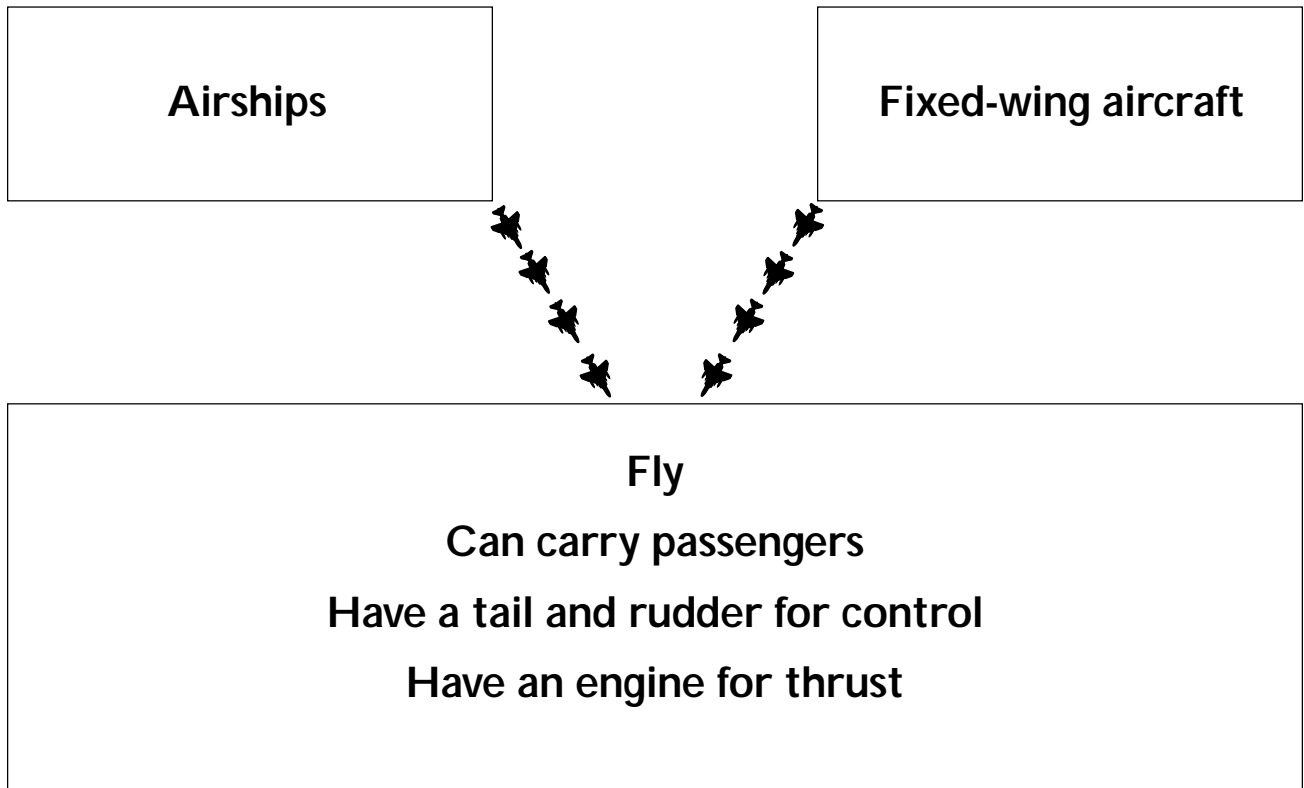 Airships
Fixed-wing aircraft
Fly
Can carry passengers
Have a tail and rudder for control
Have an engine for thrust